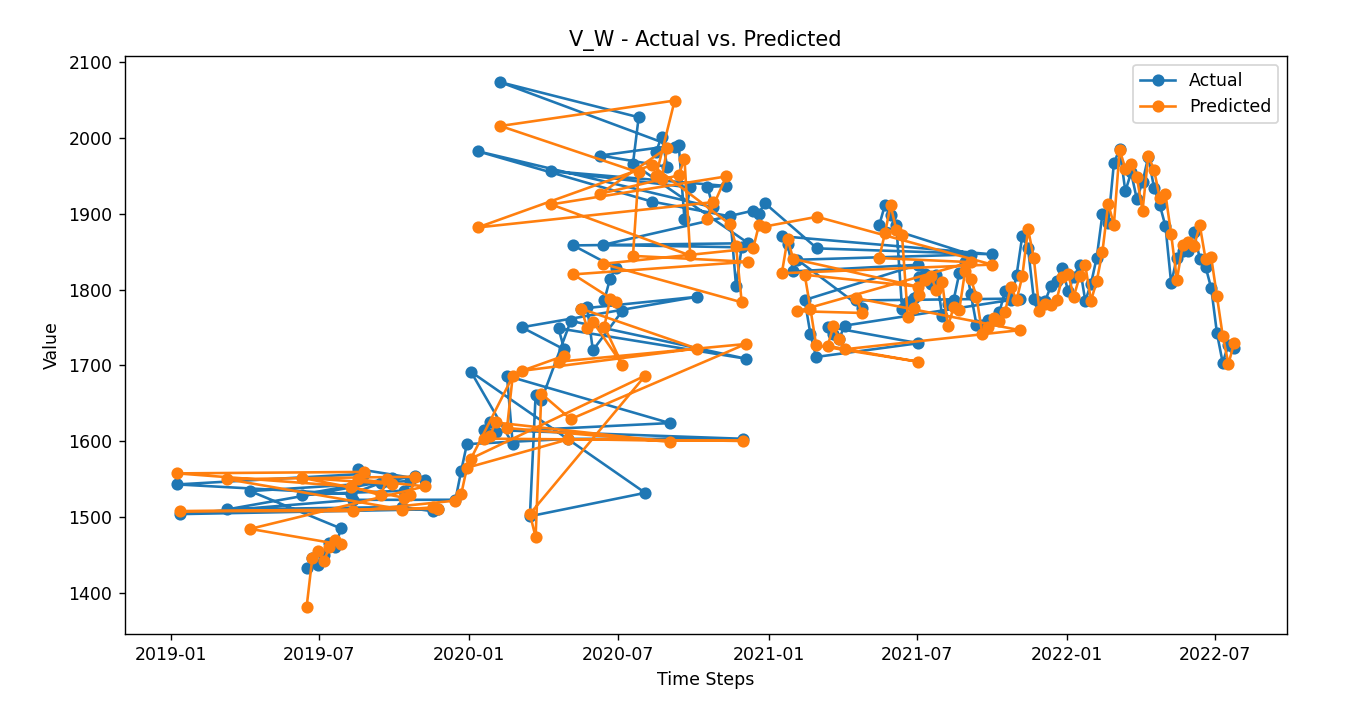 V_W - Actual vs. Predicted
2100
2000
1900
1800
1700
1600
1500
1400
Value
Actual
Predicted
2019-01 2019-07 2020-01 2020-07 2021-01 2021-07 2022-01 2022-07
Time Steps